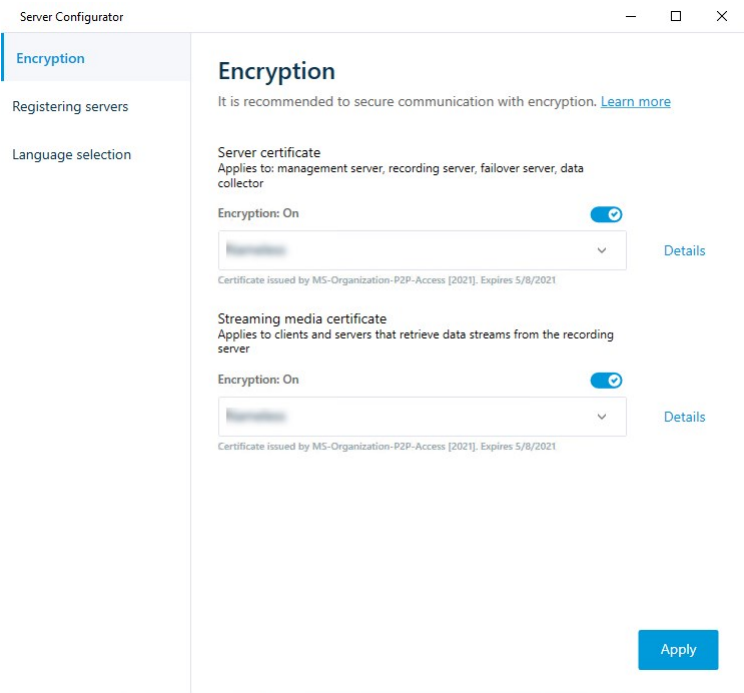 Server Configurator
Encryption
Registering servers
Language selection
Encryption
It is recommended to secure communication with encryption. Learn more
Server certificate
Applies to: management server, recording server, failover server, data
collector
Encryption: On
Details
Certificate issued by MS-Organization-P2P-Access [2021]. Expires 5/8/2021
Streaming media certificate
Applies to clients and servers that retrieve data streams from the recording
server
Encryption: On
Details
Certificate issued by MS-Organization-P2P-Access [2021]. Expires 5/8/2021
Apply